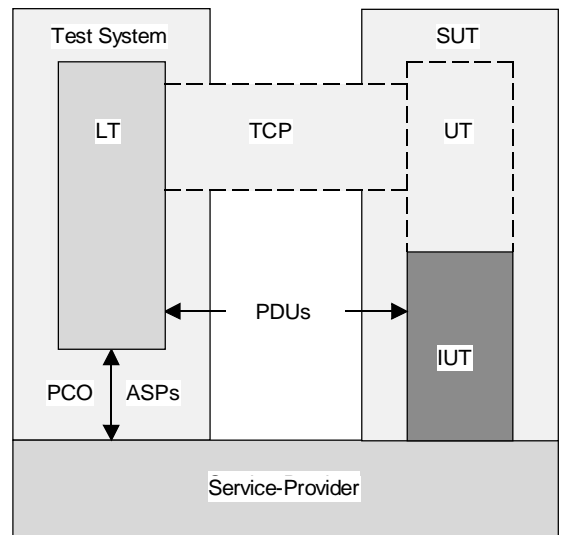 Test System
SUT
LT
TCP
UT
PDUs
IUT
PCO
ASPs
Service-Provider